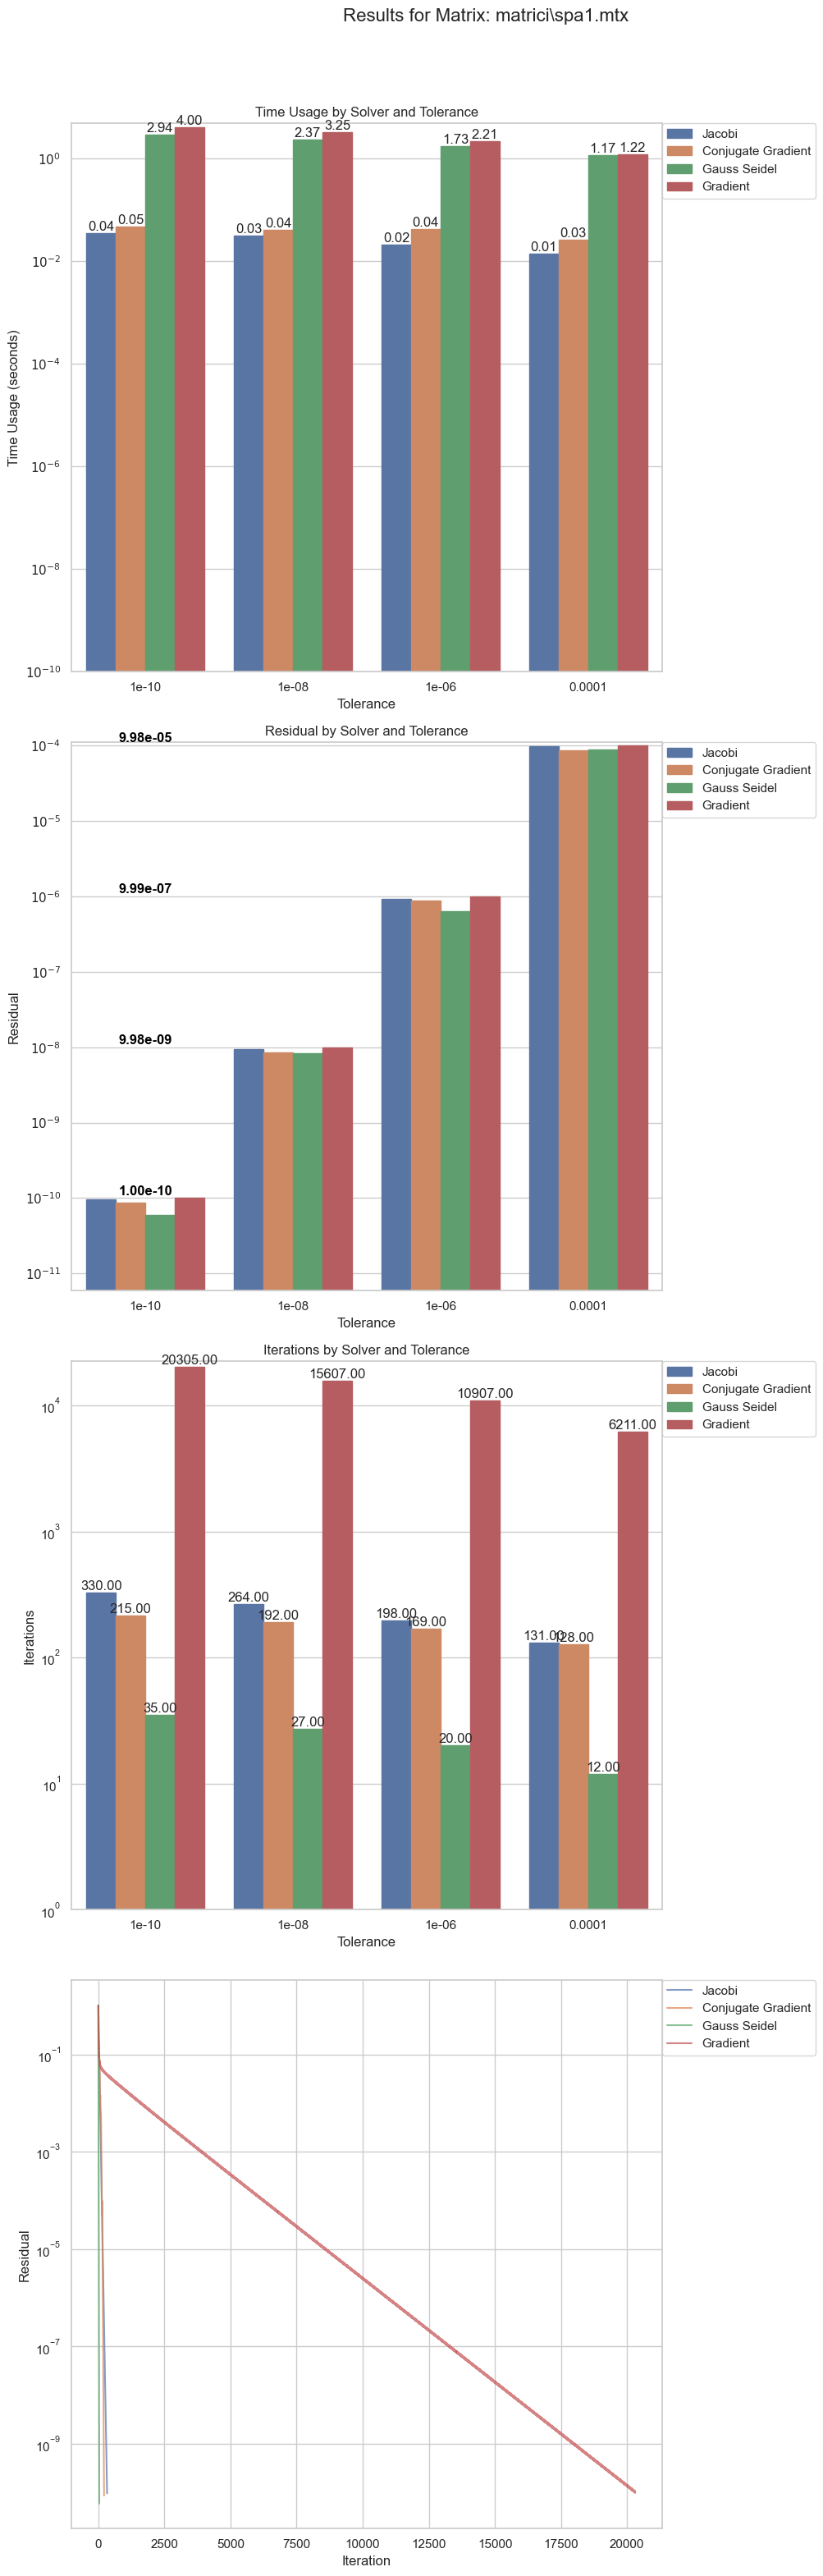 Results for Matrix: matrici\spa1.mtx
Time Usage by Solver and Tolerance
2.94 4.00 2.37 3.25 1.73 2.21 1.17 1.22
0.04 0.05 0.03 0.04 0.02 0.04 0.01 0.03
Jacobi
Conjugate Gradient
Gauss Seidel
Gradient
10^0
10^-2
10^-4
10^-6
10^-8
10^-10
Time Usage (seconds)
1e-10 1e-08 1e-06 0.0001
Tolerance
Residual by Solver and Tolerance
9.98e-05
9.99e-07
9.98e-09
1.00e-10
Jacobi
Conjugate Gradient
Gauss Seidel
Gradient
10^-4
10^-5
10^-6
10^-7
10^-8
10^-9
10^-10
10^-11
Residual
1e-10 1e-08 1e-06 0.0001
Tolerance
Iterations by Solver and Tolerance
20305.00 15607.00 10907.00 6211.00
330.00 215.00 264.00 192.00 198.00 169.00 131.00 128.00
35.00 27.00 20.00 12.00
Jacobi
Conjugate Gradient
Gauss Seidel
Gradient
10^4
10^3
10^2
10^1
10^0
Iterations
1e-10 1e-08 1e-06 0.0001
Tolerance
Jacobi
Conjugate Gradient
Gauss Seidel
Gradient
10^-1
10^-3
10^-5
10^-7
10^-9
Residual
0 2500 5000 7500 10000 12500 15000 17500 20000
Iteration